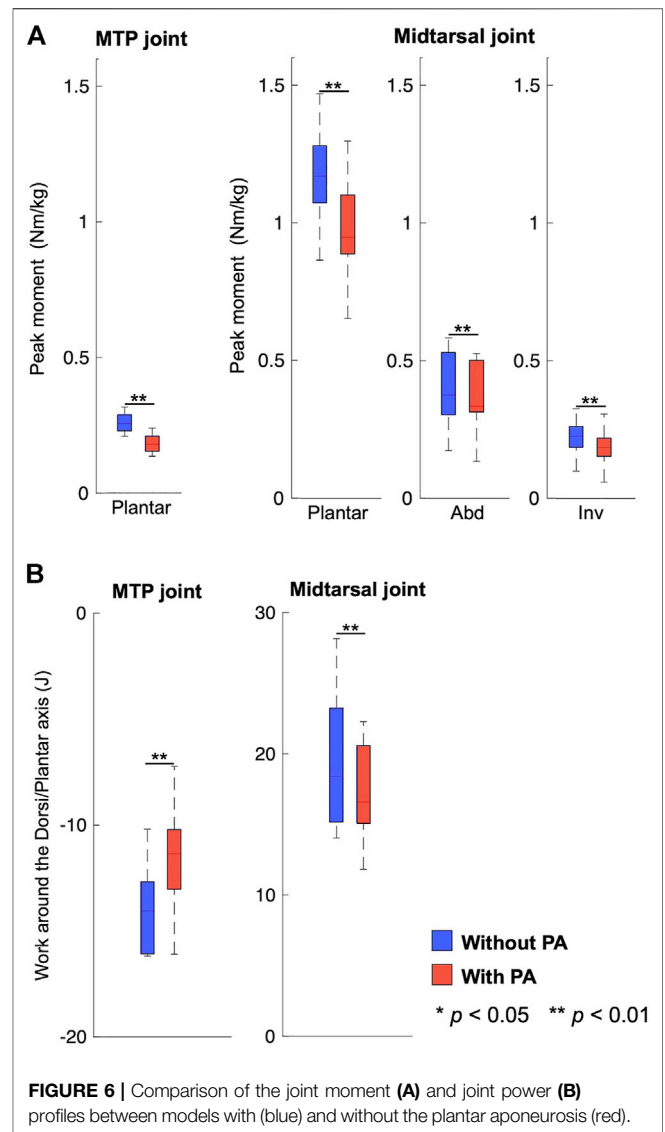 A
MTP joint
Midtarsal joint
Peak moment (Nm/kg)
1.5
1
0.5
0
**
Plantar
Peak moment (Nm/kg)
1.5
1
0.5
0
**
Plantar
1.5
1
0.5
0
**
Abd
1.5
1
0.5
0
**
Inv
B
MTP joint
Midtarsal joint
Work around the Dorsi/Plantar axis (J)
0
-10
-20
**
30
20
10
0
**
Without PA
With PA
* p < 0.05 ** p < 0.01
FIGURE 6 | Comparison of the joint moment (A) and joint power (B)
profiles between models with (blue) and without the plantar aponeurosis (red).